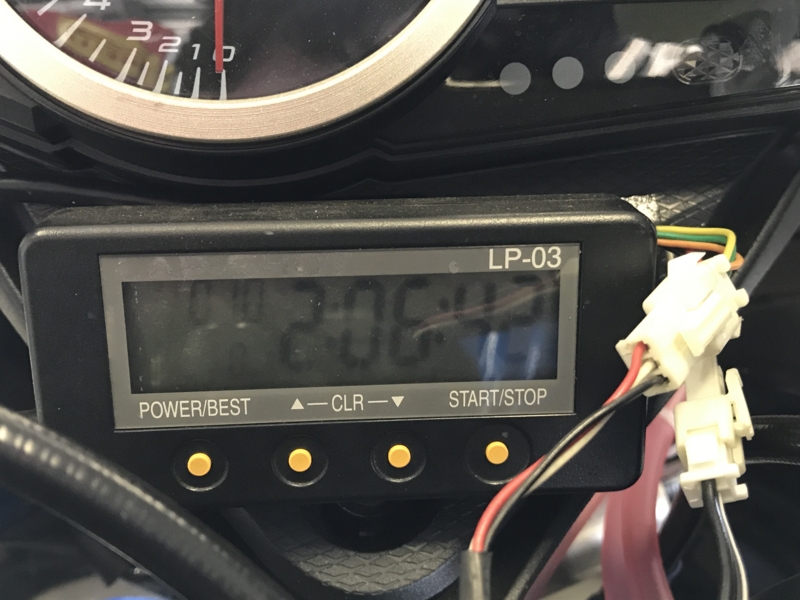 4
3 2 1 0
LP-03
2:06:42
POWER/BEST ▲—CLR—▼ START/STOP